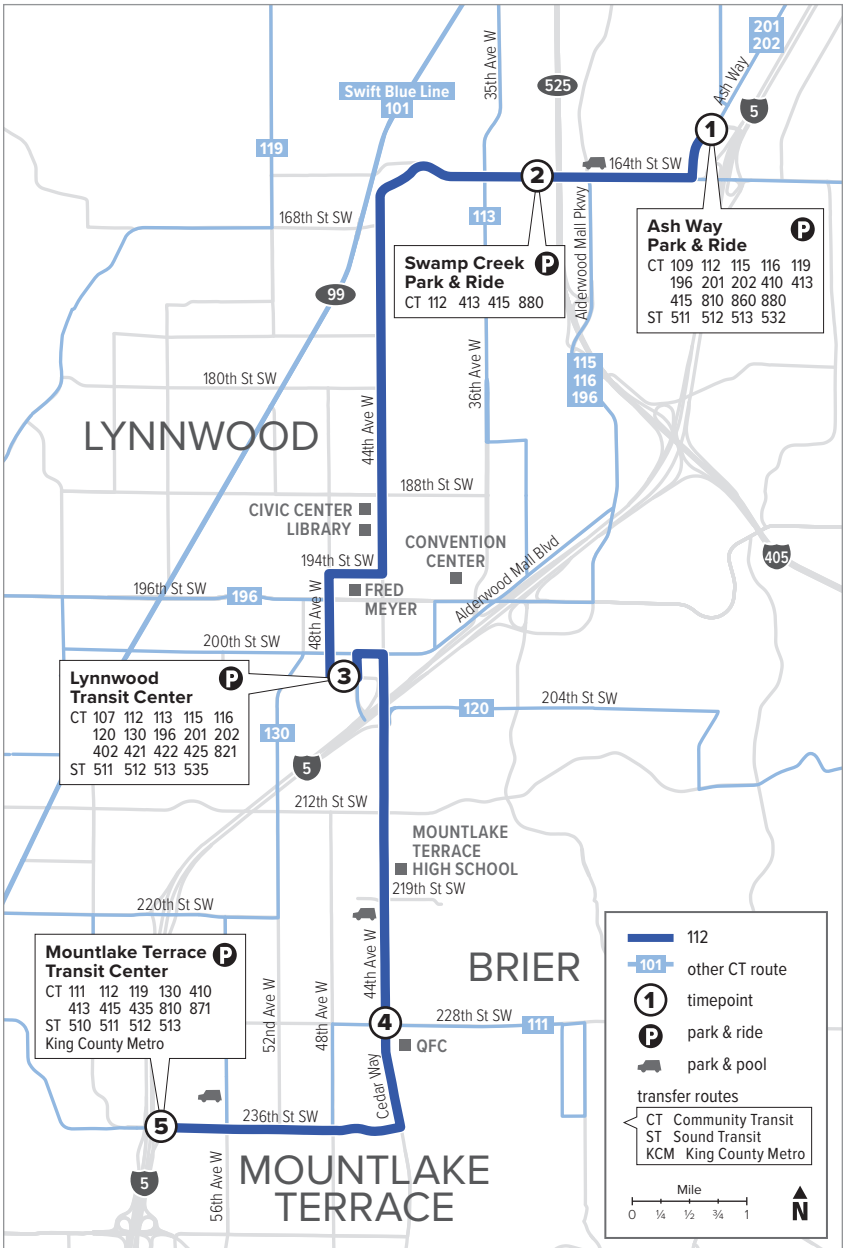 201
202
Ash Way
35th Ave W
525
5
Swift Blue Line
101
119
1
164th St SW
2
113
168th St SW
Alderwood Mall Pkwy
Ash Way
Park & Ride
P
CT 109 112 115 116 119
196 201 202 410 413
415 810 860 880
ST 511 512 513 532
Swamp Creek
Park & Ride
P
CT 112 413 415 880
99
36th Ave W
115
116
196
180th St SW
44th Ave W
LYNNWOOD
188th St SW
CIVIC CENTER
LIBRARY
CONVENTION
CENTER
Alderwood Mall Blvd
405
194th St SW
196th St SW
196
FRED
MEYER
48th Ave W
200th St SW
3
Lynnwood
Transit Center
P
CT 107 112 113 115 116
120 130 196 201 202
402 421 422 425 821
ST 511 512 513 535
204th St SW
120
130
5
212th St SW
MOUNTLAKE
TERRACE
HIGH SCHOOL
219th St SW
220th St SW
44th Ave W
Mountlake Terrace
Transit Center
P
CT 111 112 119 130 410
413 415 435 810 871
ST 510 511 512 513
King County Metro
BRIER
52nd Ave W
48th Ave W
4
228th St SW
111
QFC
Cedar Way
5
236th St SW
5
56th Ave W
MOUNTLAKE
TERRACE
112
101
other CT route
1
timepoint
P
park & ride
park & pool
transfer routes
CT Community Transit
ST Sound Transit
KCM King County Metro
Mile
0 ¼ ½ ¾ 1
N